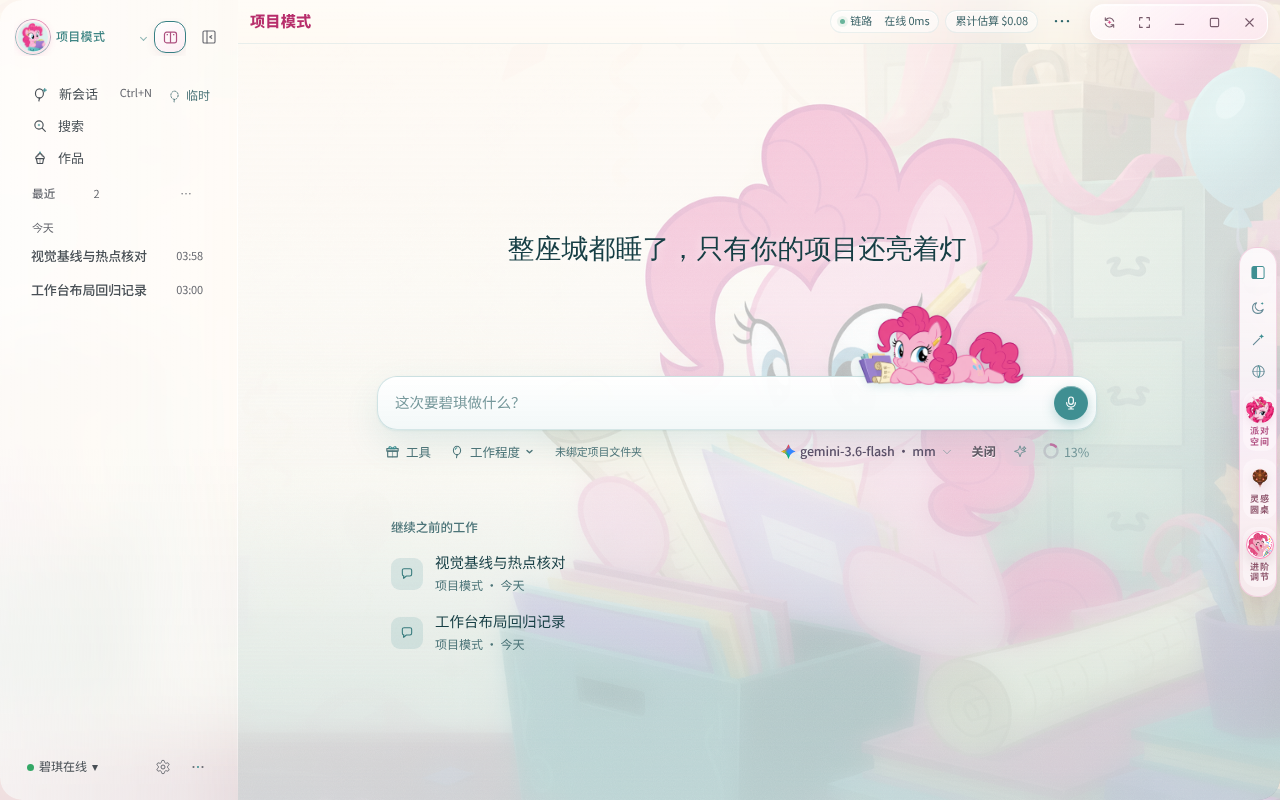 项目模式
新会话 Ctrl+N 临时
搜索
作品
最近 2 ...
今天
视觉基线与热点核对 03:58
工作台布局回归记录 03:00
碧琪在线 ▾
项目模式
链路 在线 0ms
累计估算 $0.08
整座城都睡了，只有你的项目还亮着灯
这次要碧琪做什么？
工具 工作程度 未绑定项目文件夹 gemini-3.6-flash • mm 关闭 13%
继续之前的工作
视觉基线与热点核对
项目模式 • 今天
工作台布局回归记录
项目模式 • 今天
派对
空间
灵感
圆桌
进阶
调节